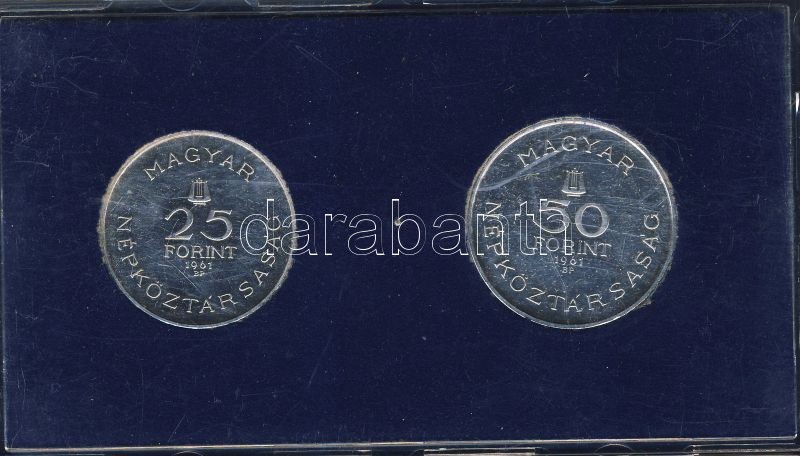 MAGYAR
25
FORINT
1961
BP
NÉPKÖZTÁRSASÁG
MAGYAR
50
FORINT
1961
BP
NÉPKÖZTÁRSASÁG
darabanth